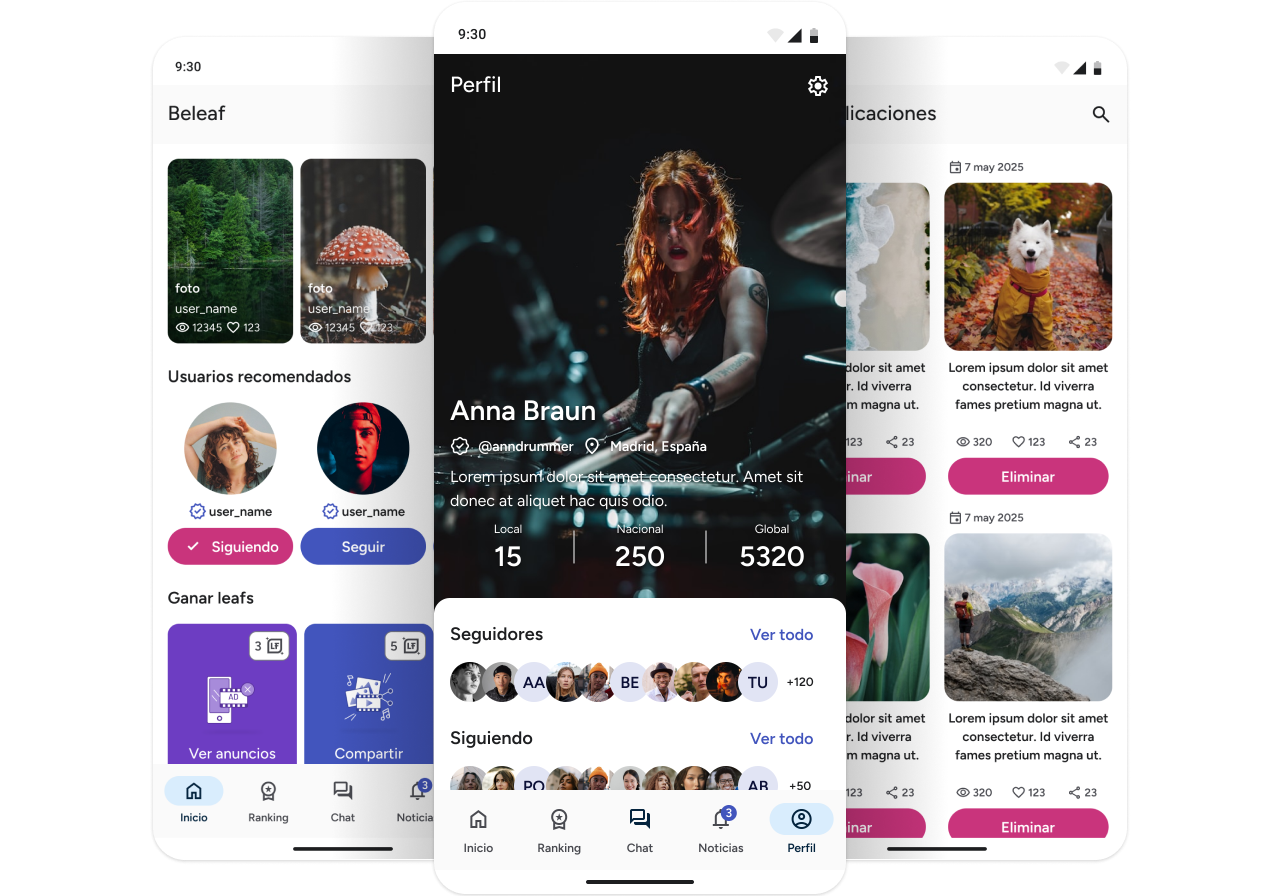 9:30
Beleaf
foto
user_name
12345 123
foto
user_name
12345 123
Usuarios recomendados
user_name
user_name
Siguiendo
Seguir
Ganar leafs
3 LF
5 LF
AD
Ver anuncios
Compartir
Inicio
Ranking
Chat
3
Noticia
9:30
Perfil
Anna Braun
@anndrummer Madrid, España
Lorem ipsum dolor sit amet consectetur. Amet sit
donec at aliquet hac quis odio.
Local
15
Nacional
250
Global
5320
Seguidores
Ver todo
AA
BE
TU
+120
Siguiendo
Ver todo
PO
AB
+50
Inicio
Ranking
Chat
3
Noticias
Perfil
licaciones
7 may 2025
dolor sit amet
r. Id viverra
m magna ut.
123 23
inar
Lorem ipsum dolor sit amet
consectetur. Id viverra
fames pretium magna ut.
320 123 23
Eliminar
7 may 2025
dolor sit amet
r. Id viverra
m magna ut.
123 23
inar
Lorem ipsum dolor sit amet
consectetur. Id viverra
fames pretium magna ut.
320 123 23
Eliminar